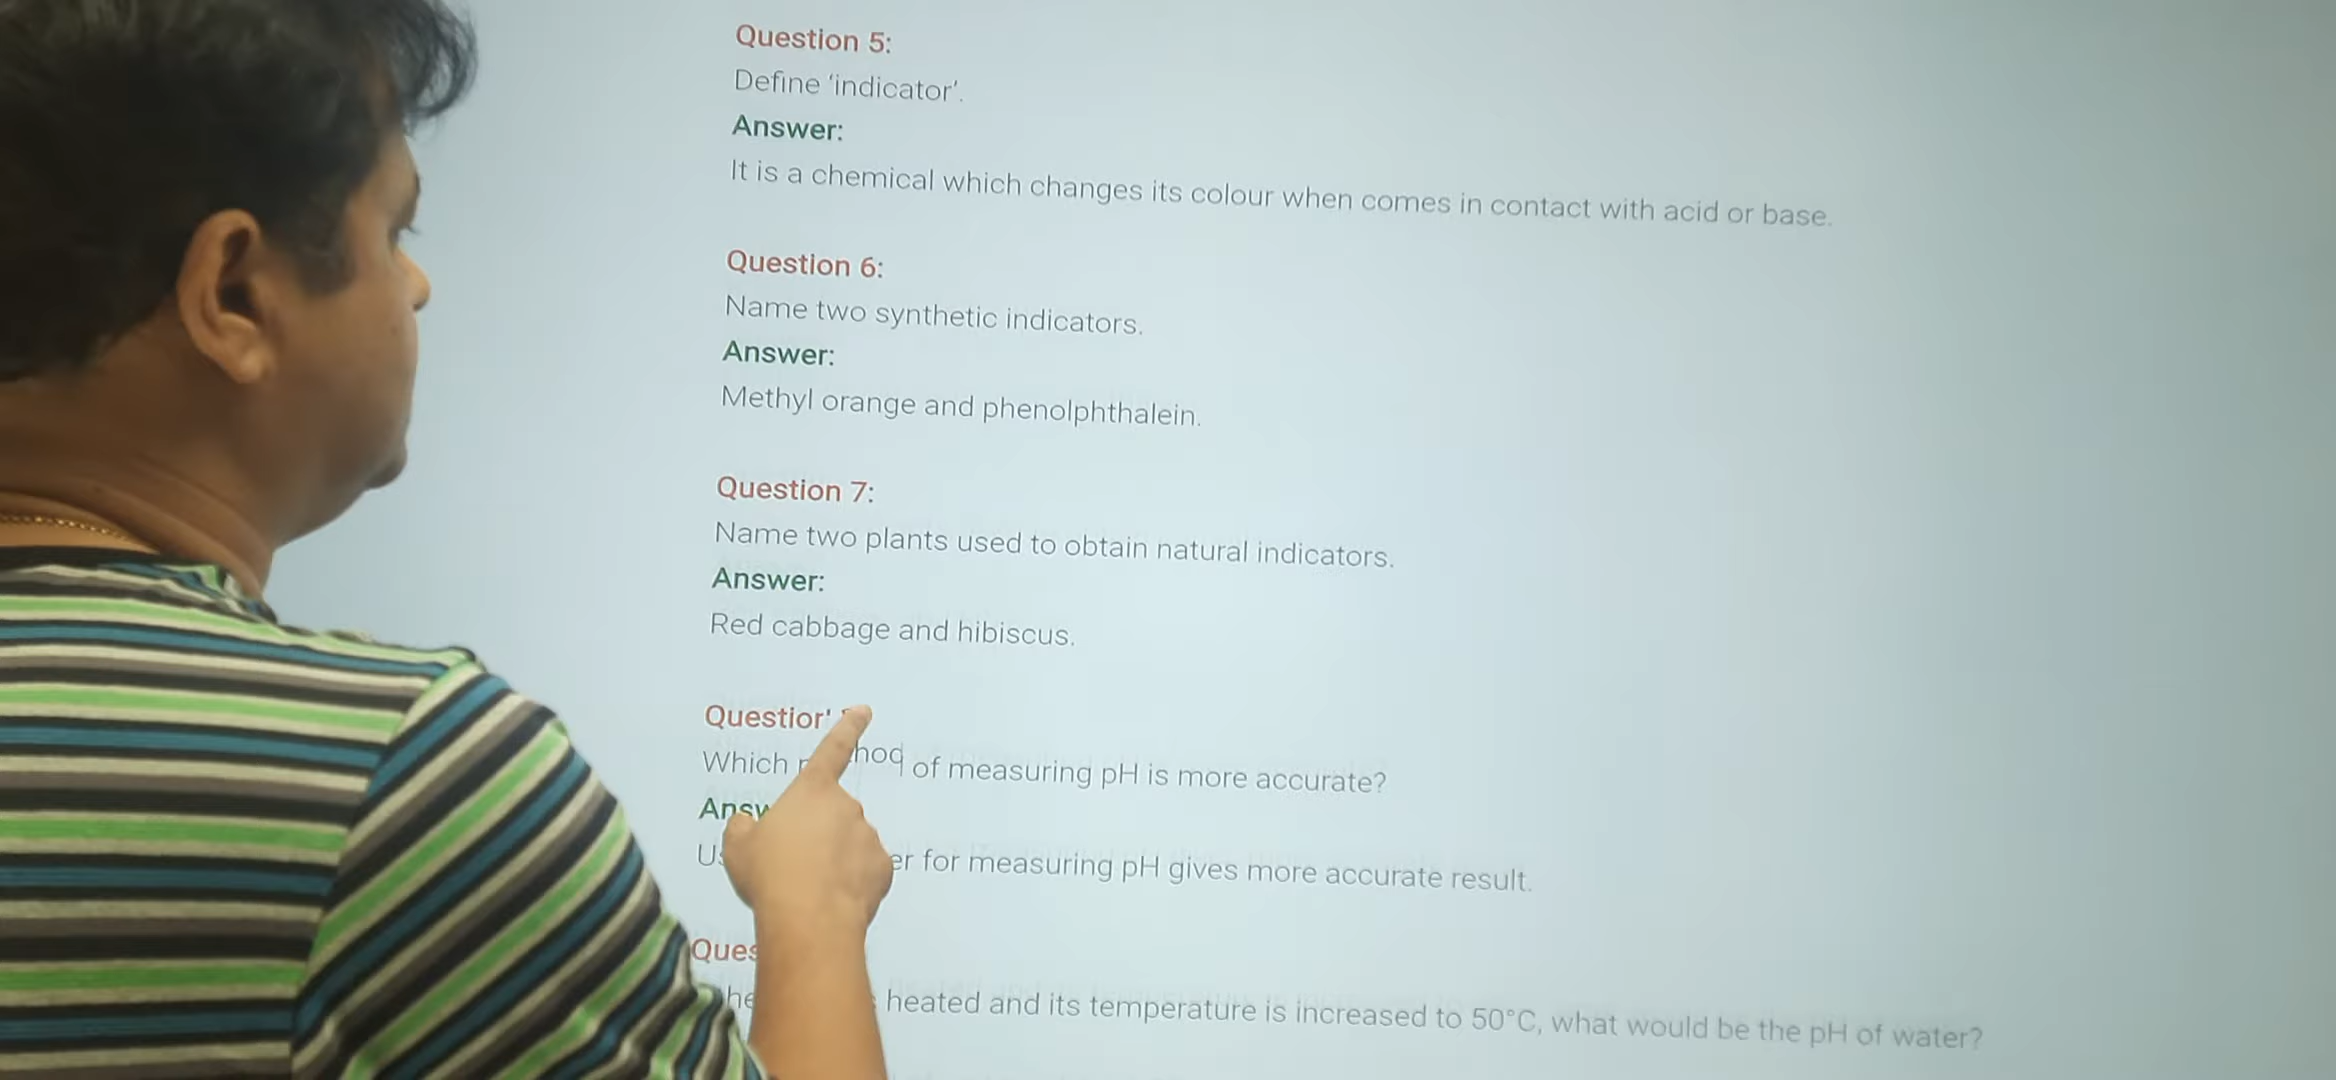 Question 5:
Define ‘indicator’.
Answer:
It is a chemical which changes its colour when comes in contact with acid or base.
Question 6:
Name two synthetic indicators.
Answer:
Methyl orange and phenolphthalein.
Question 7:
Name two plants used to obtain natural indicators.
Answer:
Red cabbage and hibiscus.
Question
Which of measuring pH is more accurate?
for measuring pH gives more accurate result.
heated and its temperature is increased to 50°C, what would be the pH of water?